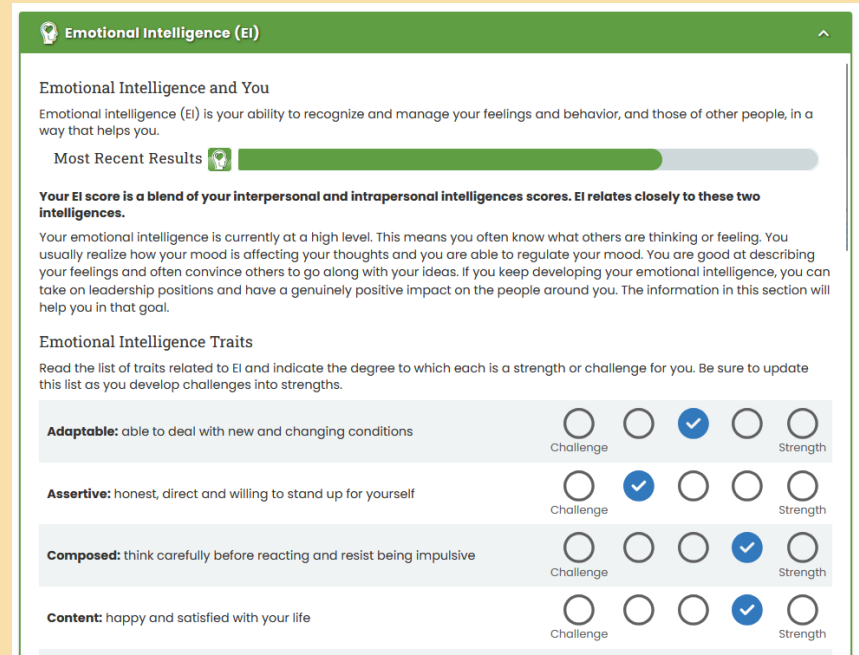 Emotional Intelligence (EI)
Emotional Intelligence and You
Emotional intelligence (EI) is your ability to recognize and manage your feelings and behavior, and those of other people, in a
way that helps you.
Most Recent Results
Your EI score is a blend of your interpersonal and intrapersonal intelligences scores. EI relates closely to these two
intelligences.
Your emotional intelligence is currently at a high level. This means you often know what others are thinking or feeling. You
usually realize how your mood is affecting your thoughts and you are able to regulate your mood. You are good at describing
your feelings and often convince others to go along with your ideas. If you keep developing your emotional intelligence, you can
take on leadership positions and have a genuinely positive impact on the people around you. The information in this section will
help you in that goal.
Emotional Intelligence Traits
Read the list of traits related to EI and indicate the degree to which each is a strength or challenge for you. Be sure to update
this list as you develop challenges into strengths.
Adaptable: able to deal with new and changing conditions
Challenge Strength
Assertive: honest, direct and willing to stand up for yourself
Challenge Strength
Composed: think carefully before reacting and resist being impulsive
Challenge Strength
Content: happy and satisfied with your life
Challenge Strength